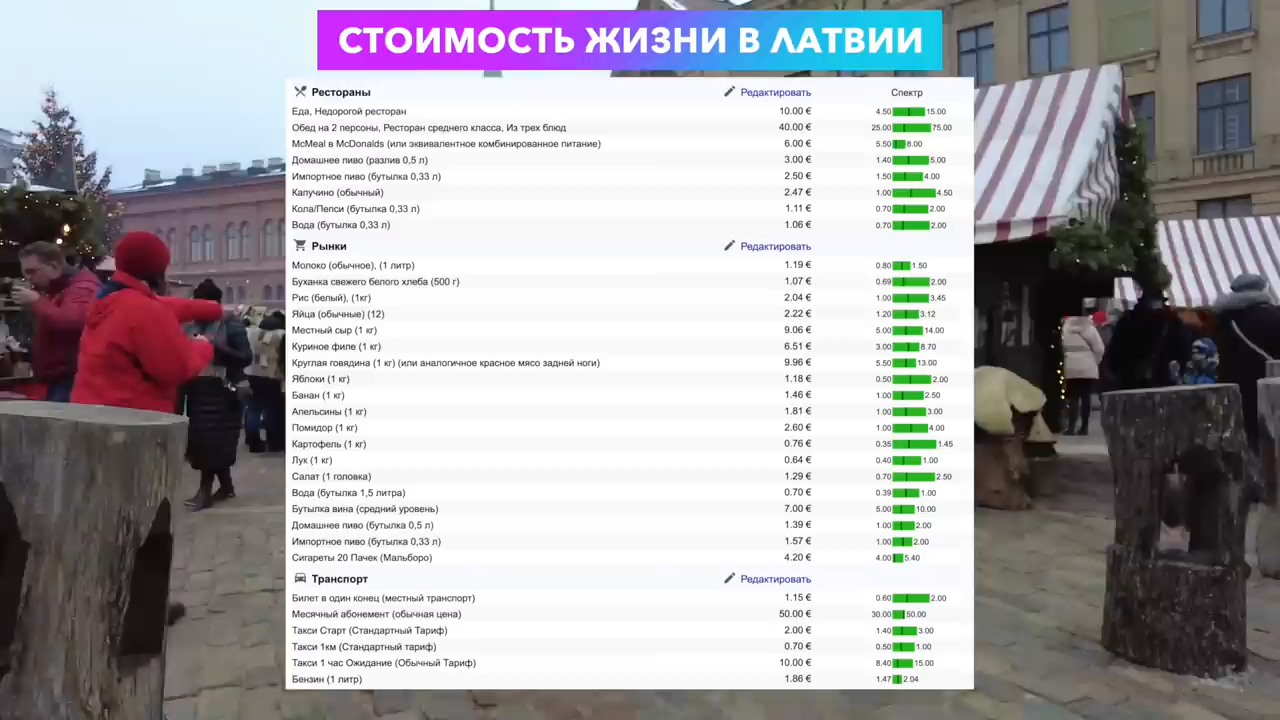 СТОИМОСТЬ ЖИЗНИ В ЛАТВИИ
Рестораны Редактировать Спектр
Еда, Недорогой ресторан 10.00 € 4.50 15.00
Обед на 2 персоны, Ресторан среднего класса, Из трех блюд 40.00 € 25.00 75.00
McMeal в McDonalds (или эквивалентное комбинированное питание) 6.00 € 5.50 8.00
Домашнее пиво (разлив 0,5 л) 3.00 € 1.40 5.00
Импортное пиво (бутылка 0,33 л) 2.50 € 1.50 4.00
Капучино (обычный) 2.47 € 1.00 4.50
Кола/Пепси (бутылка 0,33 л) 1.11 € 0.70 2.00
Вода (бутылка 0,33 л) 1.06 € 0.70 2.00
Рынки Редактировать
Молоко (обычное), (1 литр) 1.19 € 0.80 1.50
Буханка свежего белого хлеба (500 г) 1.07 € 0.69 2.00
Рис (белый), (1кг) 2.04 € 1.00 3.45
Яйца (обычные) (12) 2.22 € 1.20 3.12
Местный сыр (1 кг) 9.06 € 5.00 14.00
Куриное филе (1 кг) 6.51 € 3.00 8.70
Круглая говядина (1 кг) (или аналогичное красное мясо задней ноги) 9.96 € 5.50 13.00
Яблоки (1 кг) 1.18 € 0.50 2.00
Банан (1 кг) 1.46 € 1.00 2.50
Апельсины (1 кг) 1.81 € 1.00 3.00
Помидор (1 кг) 2.60 € 1.00 4.00
Картофель (1 кг) 0.76 € 0.35 1.45
Лук (1 кг) 0.64 € 0.40 1.00
Салат (1 головка) 1.29 € 0.70 2.50
Вода (бутылка 1,5 литра) 0.70 € 0.39 1.00
Бутылка вина (средний уровень) 7.00 € 5.00 10.00
Домашнее пиво (бутылка 0,5 л) 1.39 € 1.00 2.00
Импортное пиво (бутылка 0,33 л) 1.57 € 1.00 2.00
Сигареты 20 Пачек (Мальборо) 4.20 € 4.00 5.40
Транспорт Редактировать
Билет в один конец (местный транспорт) 1.15 € 0.60 2.00
Месячный абонемент (обычная цена) 50.00 € 30.00 50.00
Такси Старт (Стандартный Тариф) 2.00 € 1.40 3.00
Такси 1км (Стандартный тариф) 0.70 € 0.50 1.00
Такси 1 час Ожидание (Обычный Тариф) 10.00 € 8.40 15.00
Бензин (1 литр) 1.86 € 1.47 2.04